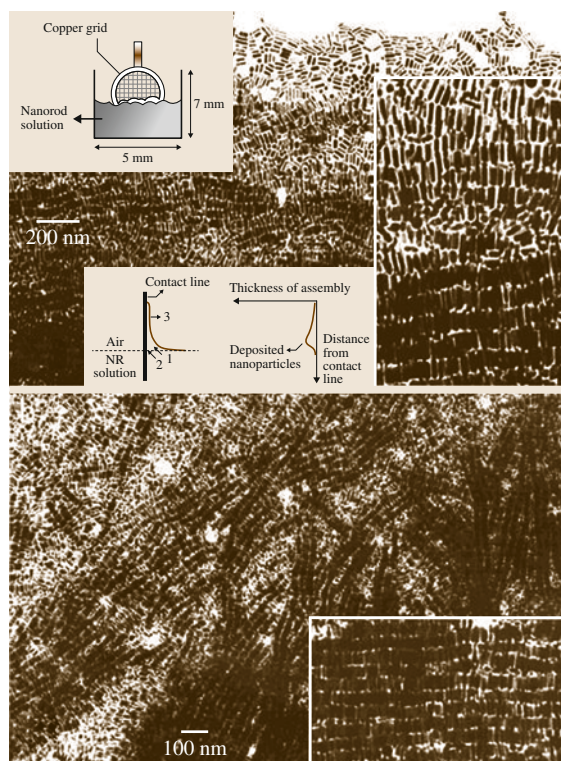 Copper grid
Nanorod
solution
7 mm
5 mm
200 nm
Contact line
3
Air
NR
solution
1
2
Thickness of assembly
Deposited
nanoparticles
Distance
from
contact
line
100 nm